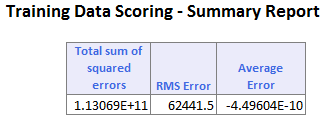 Training Data Scoring - Summary Report
Total sum of
squared
errors
RMS Error
Average
Error
1.13069E+11
62441.5
-4.49604E-10